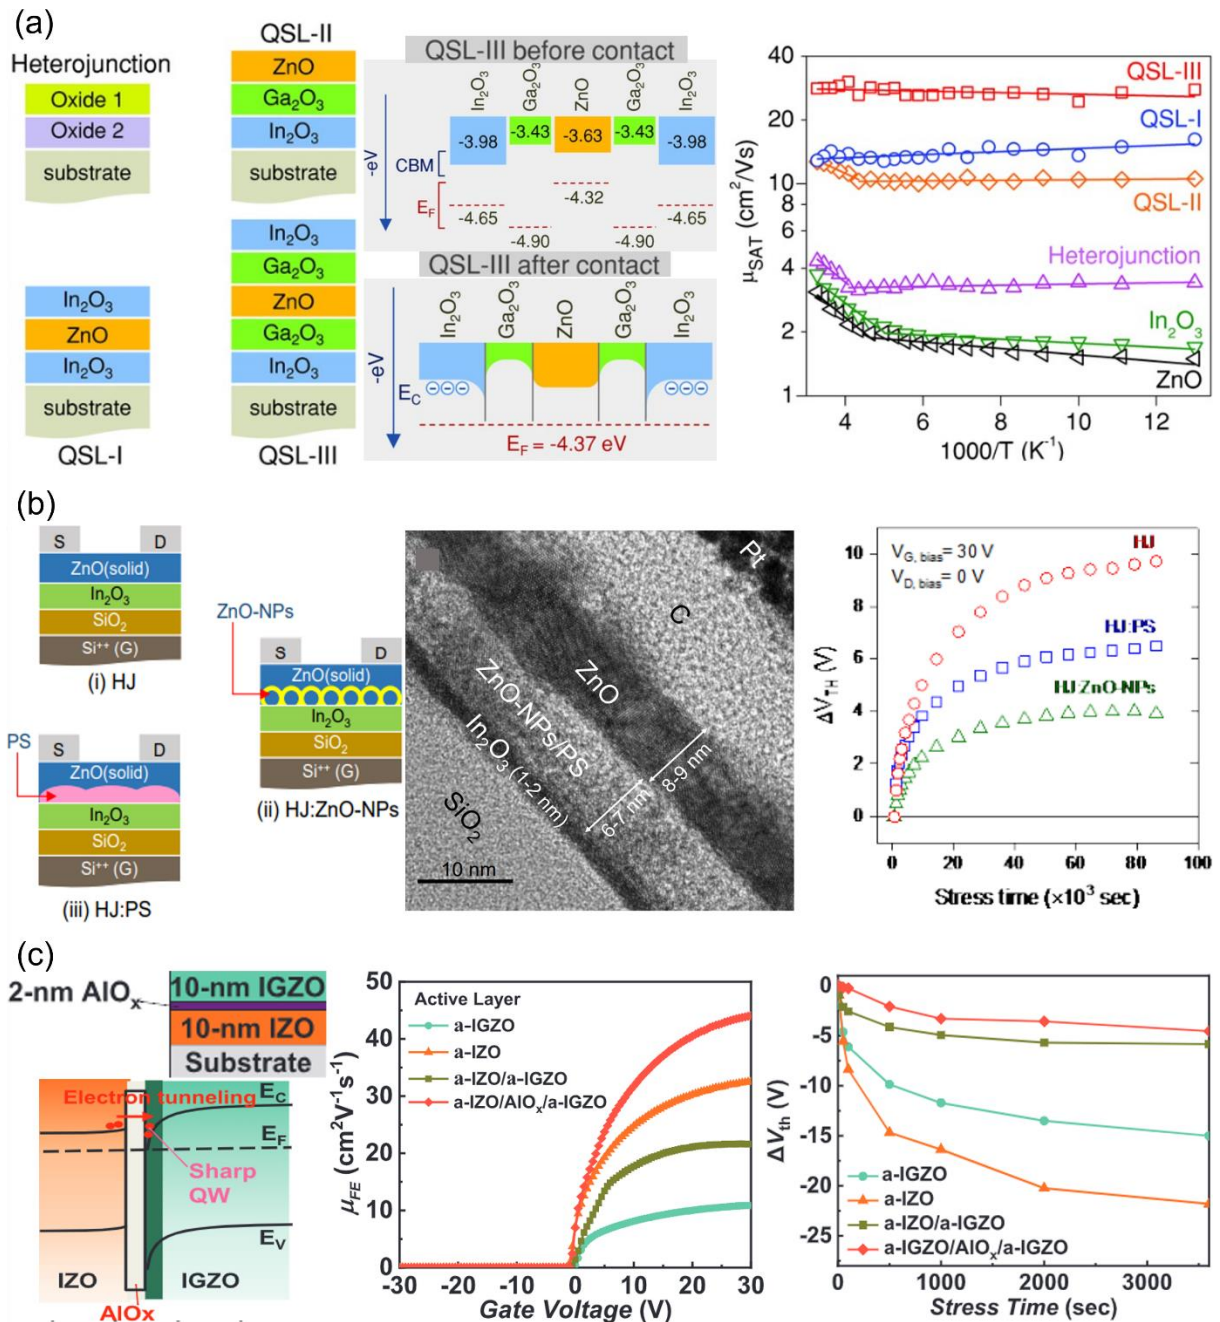 (a)
Heterojunction
Oxide 1
Oxide 2
substrate
In₂O₃
ZnO
In₂O₃
substrate
QSL-I
QSL-II
ZnO
Ga₂O₃
In₂O₃
substrate
In₂O₃
Ga₂O₃
ZnO
Ga₂O₃
In₂O₃
substrate
QSL-III
QSL-III before contact
In₂O₃ Ga₂O₃ ZnO Ga₂O₃ In₂O₃
-3.98 -3.43 -3.63 -3.43 -3.98
-eV
CBM
E_F
-4.65 -4.90 -4.32 -4.90 -4.65
QSL-III after contact
In₂O₃ Ga₂O₃ ZnO Ga₂O₃ In₂O₃
-eV
E_C
E_F = -4.37 eV
μ_SAT (cm²/Vs)
40
20
10
8
6
4
2
1
QSL-III
QSL-I
QSL-II
Heterojunction
In₂O₃
ZnO
4 6 8 10 12
1000/T (K⁻¹)
(b)
S D
ZnO(solid)
In₂O₃
SiO₂
Si⁺⁺ (G)
(i) HJ
ZnO-NPs
S D
ZnO(solid)
In₂O₃
SiO₂
Si⁺⁺ (G)
(ii) HJ:ZnO-NPs
PS
S D
ZnO(solid)
In₂O₃
SiO₂
Si⁺⁺ (G)
(iii) HJ:PS
Pt
C
ZnO
ZnO-NPs/PS
In₂O₃ (1-2 nm)
SiO₂
8-9 nm
6-7 nm
10 nm
V_G, bias = 30 V
V_D, bias = 0 V
HJ
HJ:PS
HJ:ZnO-NPs
ΔV_TH (V)
10
8
6
4
2
0
0 20 40 60 80 100
Stress time (×10³ sec)
(c)
2-nm AlOₓ
10-nm IGZO
10-nm IZO
Substrate
Electron tunneling
E_C
E_F
Sharp
QW
E_V
IZO
IGZO
AlOx
μ_FE (cm²V⁻¹s⁻¹)
50
40
30
20
10
0
Active Layer
a-IGZO
a-IZO
a-IZO/a-IGZO
a-IZO/AlOₓ/a-IGZO
-30 -20 -10 0 10 20 30
Gate Voltage (V)
ΔV_th (V)
0
-5
-10
-15
-20
-25
a-IGZO
a-IZO
a-IZO/a-IGZO
a-IGZO/AlOₓ/a-IGZO
0 1000 2000 3000
Stress Time (sec)